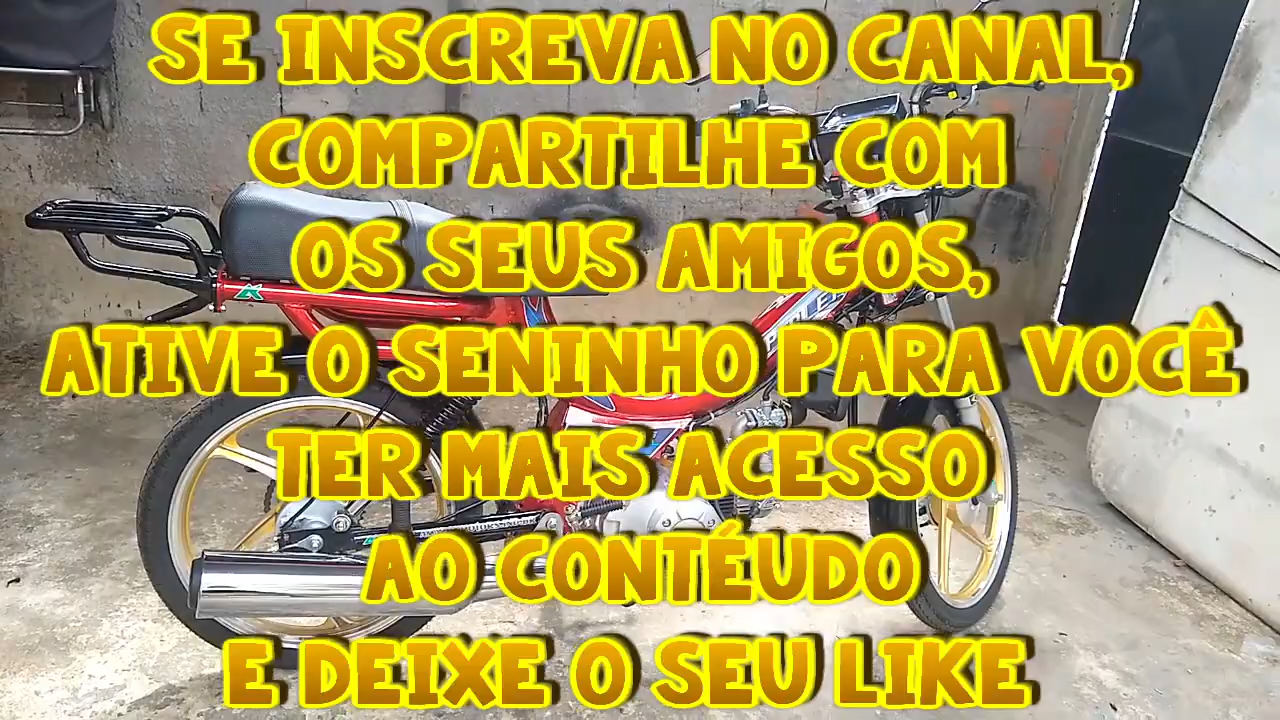 SE INSCREVA NO CANAL,
COMPARTILHE COM
OS SEUS AMIGOS,
ATIVE O SENINHO PARA VOCÊ
TER MAIS ACESSO
AO CONTÉUDO
E DEIXE O SEU LIKE